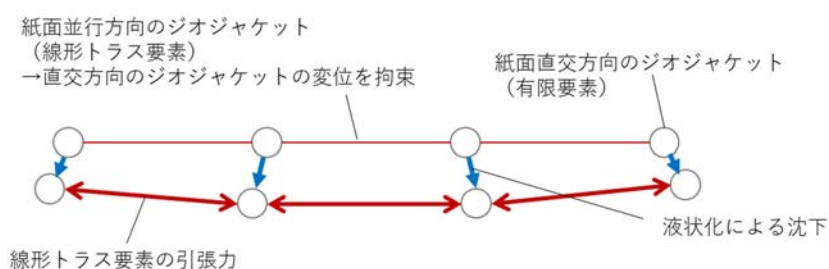 紙面並行方向のジオジャケット
（線形トラス要素）
→直交方向のジオジャケットの変位を拘束
紙面直交方向のジオジャケット
（有限要素）
液状化による沈下
線形トラス要素の引張力